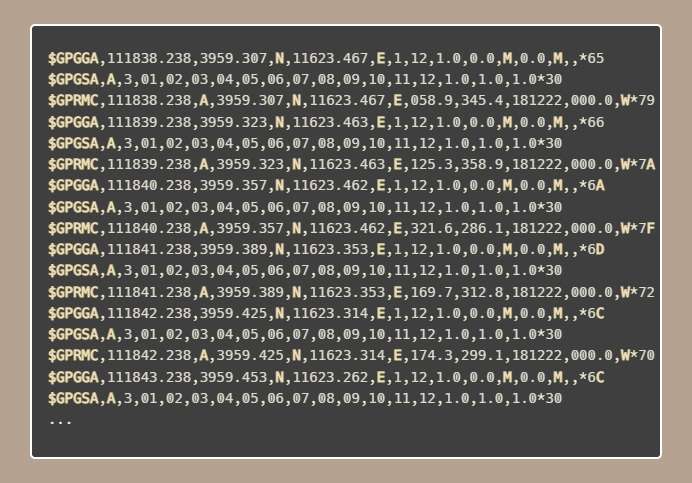 $GPGGA,111838.238,3959.307,N,11623.467,E,1,12,1.0,0.0,M,0.0,M,,*65
$GPGSA,A,3,01,02,03,04,05,06,07,08,09,10,11,12,1.0,1.0,1.0*30
$GPRMC,111838.238,A,3959.307,N,11623.467,E,058.9,345.4,181222,000.0,W*79
$GPGGA,111839.238,3959.323,N,11623.463,E,1,12,1.0,0.0,M,0.0,M,,*66
$GPGSA,A,3,01,02,03,04,05,06,07,08,09,10,11,12,1.0,1.0,1.0*30
$GPRMC,111839.238,A,3959.323,N,11623.463,E,125.3,358.9,181222,000.0,W*7A
$GPGGA,111840.238,3959.357,N,11623.462,E,1,12,1.0,0.0,M,0.0,M,,*6A
$GPGSA,A,3,01,02,03,04,05,06,07,08,09,10,11,12,1.0,1.0,1.0*30
$GPRMC,111840.238,A,3959.357,N,11623.462,E,321.6,286.1,181222,000.0,W*7F
$GPGGA,111841.238,3959.389,N,11623.353,E,1,12,1.0,0.0,M,0.0,M,,*6D
$GPGSA,A,3,01,02,03,04,05,06,07,08,09,10,11,12,1.0,1.0,1.0*30
$GPRMC,111841.238,A,3959.389,N,11623.353,E,169.7,312.8,181222,000.0,W*72
$GPGGA,111842.238,3959.425,N,11623.314,E,1,12,1.0,0.0,M,0.0,M,,*6C
$GPGSA,A,3,01,02,03,04,05,06,07,08,09,10,11,12,1.0,1.0,1.0*30
$GPRMC,111842.238,A,3959.425,N,11623.314,E,174.3,299.1,181222,000.0,W*70
$GPGGA,111843.238,3959.453,N,11623.262,E,1,12,1.0,0.0,M,0.0,M,,*6C
$GPGSA,A,3,01,02,03,04,05,06,07,08,09,10,11,12,1.0,1.0,1.0*30
...